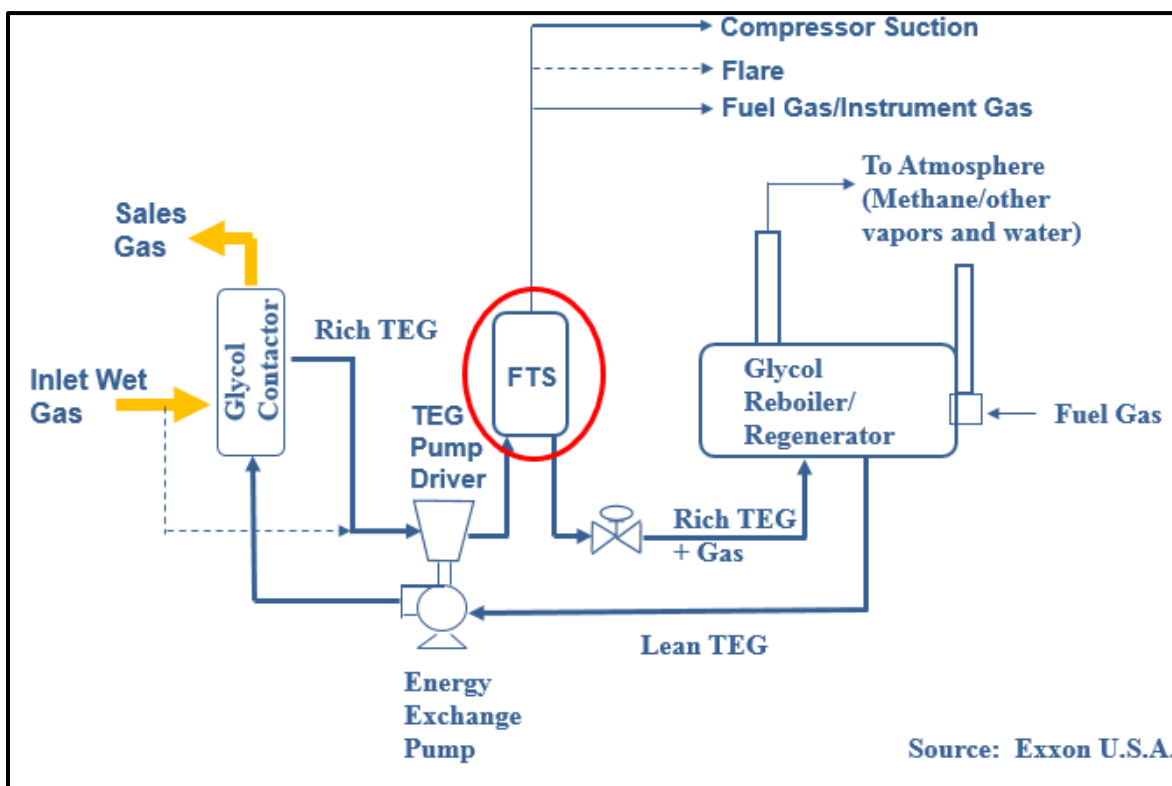 Compressor Suction
Flare
Fuel Gas/Instrument Gas
To Atmosphere
(Methane/other
vapors and water)
Sales
Gas
Rich TEG
Inlet Wet
Gas
Glycol
Contactor
FTS
TEG
Pump
Driver
Glycol
Reboiler/
Regenerator
Fuel Gas
Rich TEG
+ Gas
Lean TEG
Energy
Exchange
Pump
Source: Exxon U.S.A.